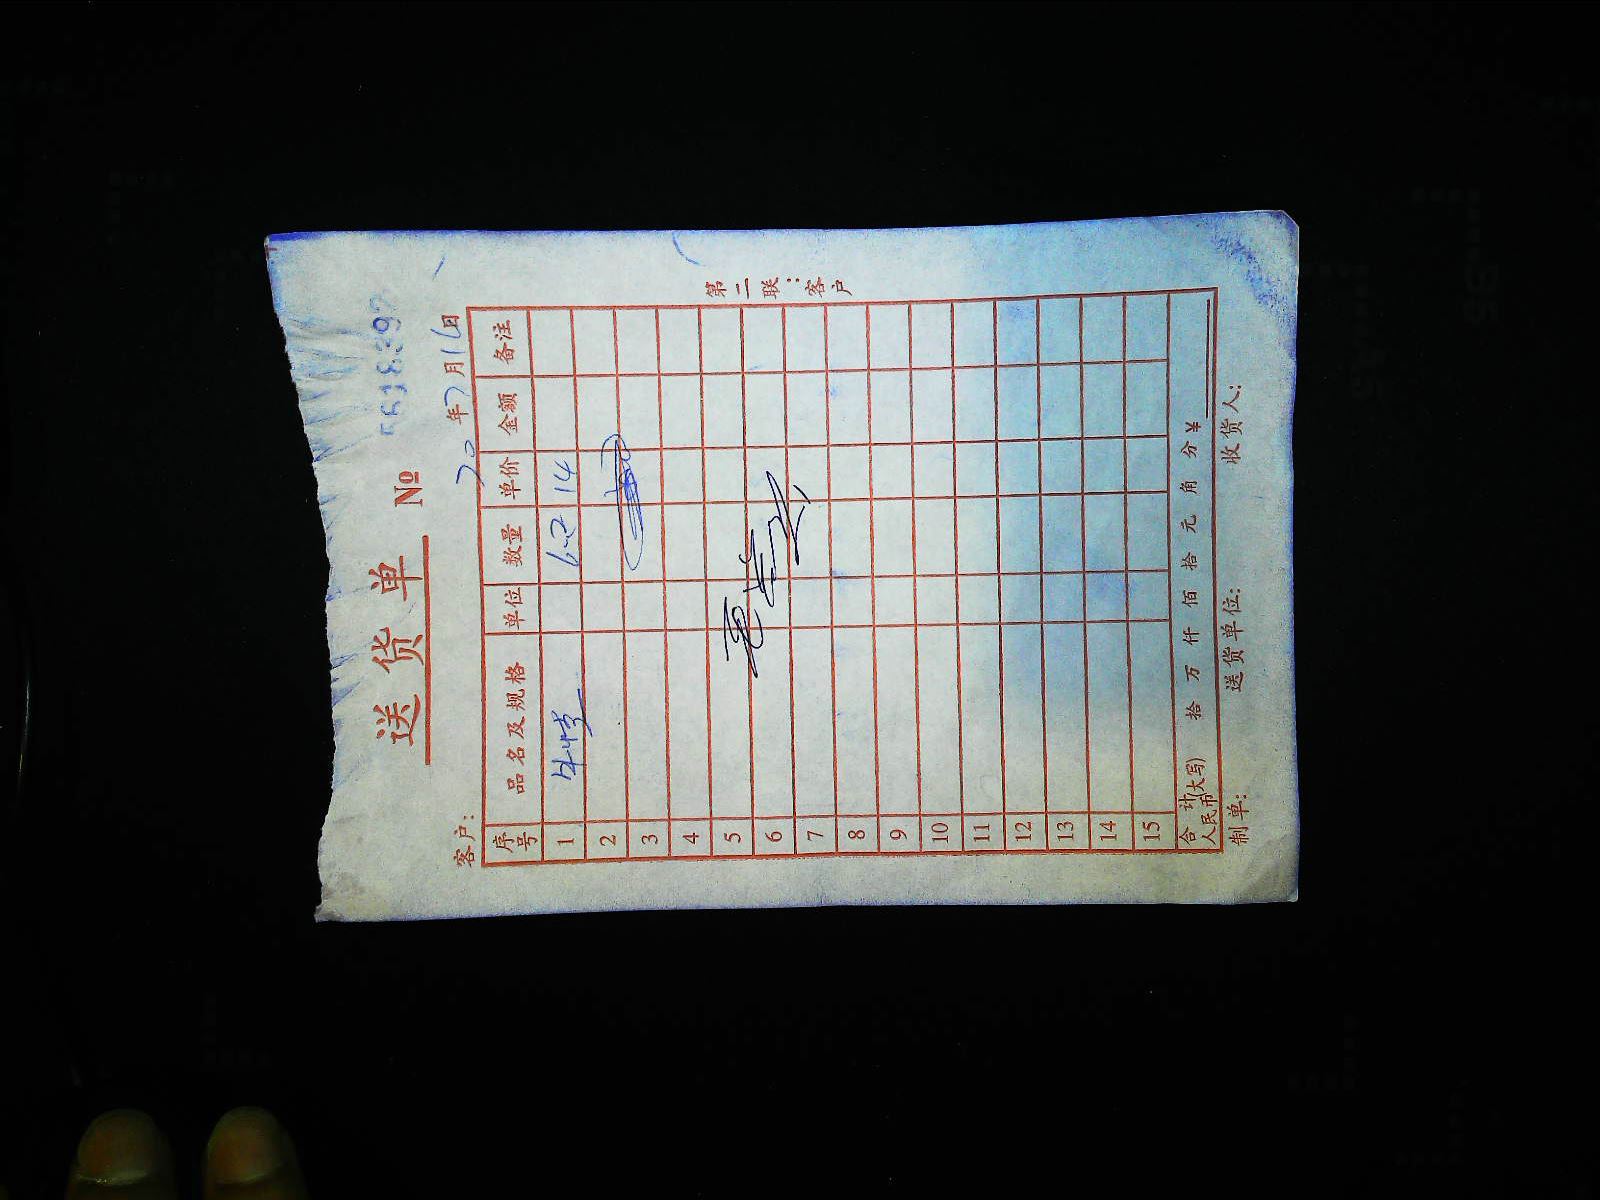 送货单 № 5518397
客户: 20 年 7 月 16 日
序号 品名及规格 单位 数量 单价 金额 备注
1 6.2 14
2
3
4
5
6
7
8
9
10
11
12
13
14
15
合计 人民币(大写) 拾 万 仟 佰 拾 元 角 分 ¥
制单: 送货单位: 收货人:
第二联:客户